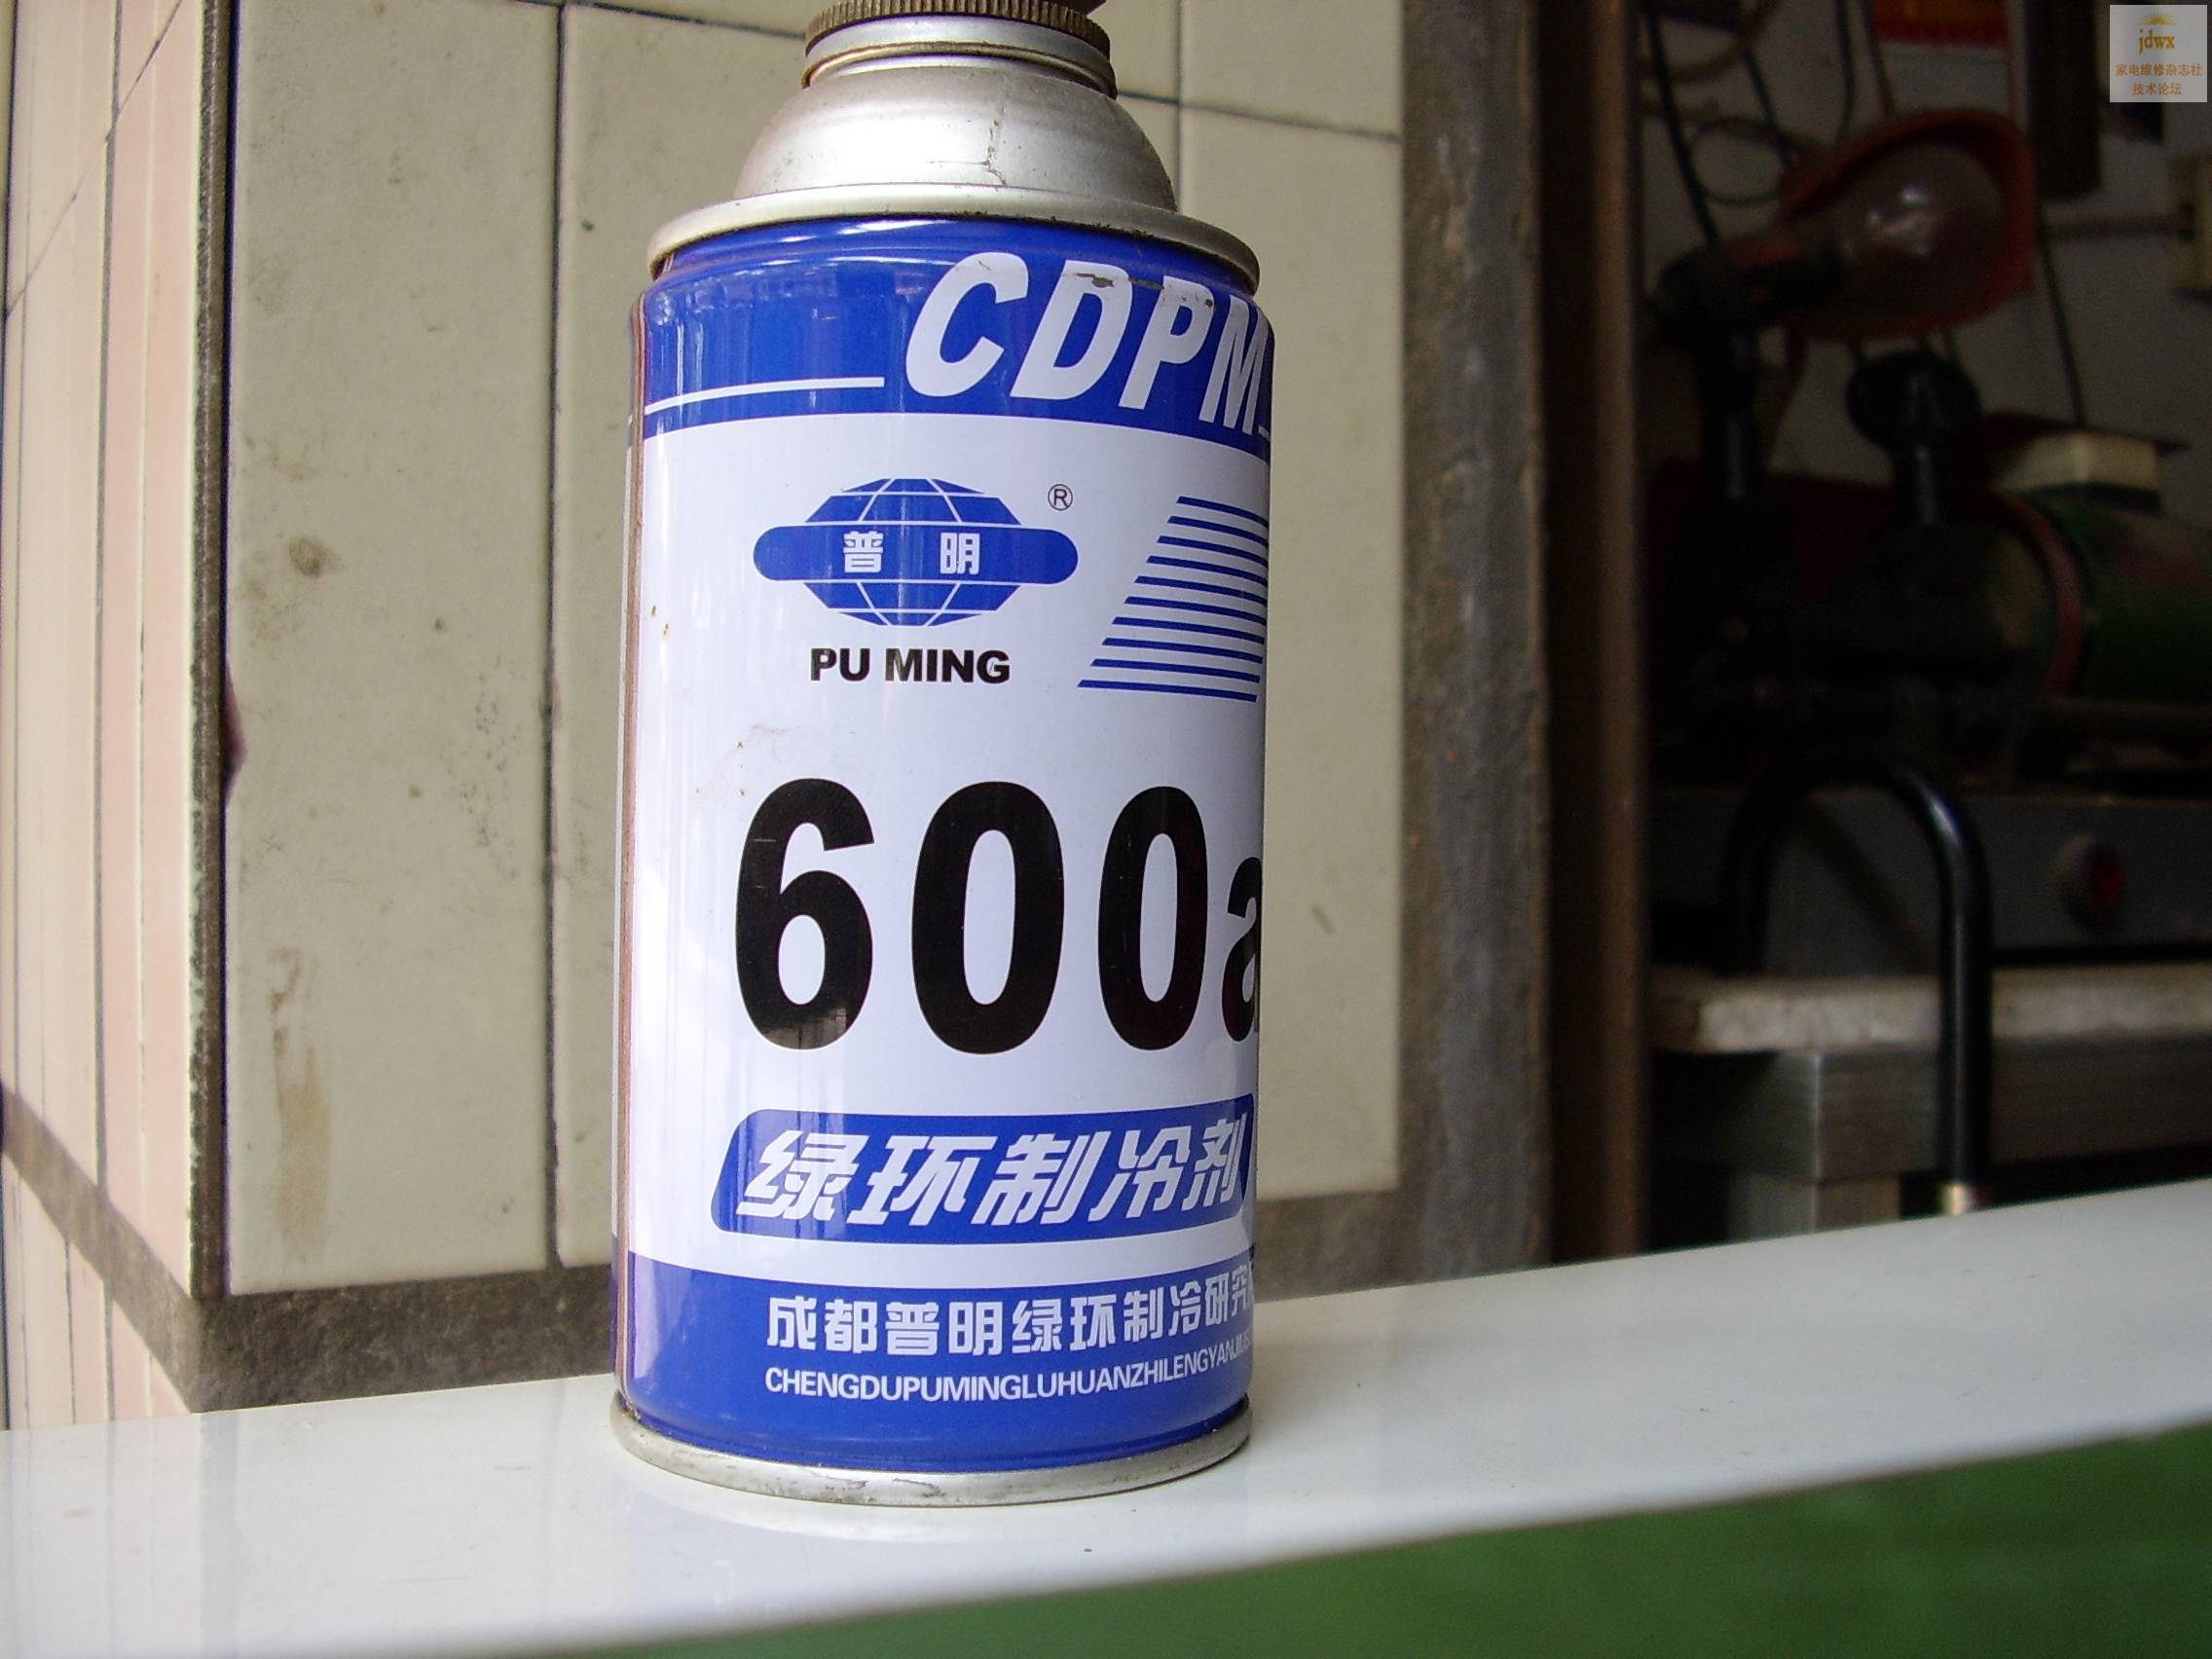 jdwx
家电维修杂志社
技术论坛
CDPM
®
普明
PU MING
600a
绿环制冷剂
成都普明绿环制冷研究
CHENGDUPUMINGLUHUANZHILENGYANJIU